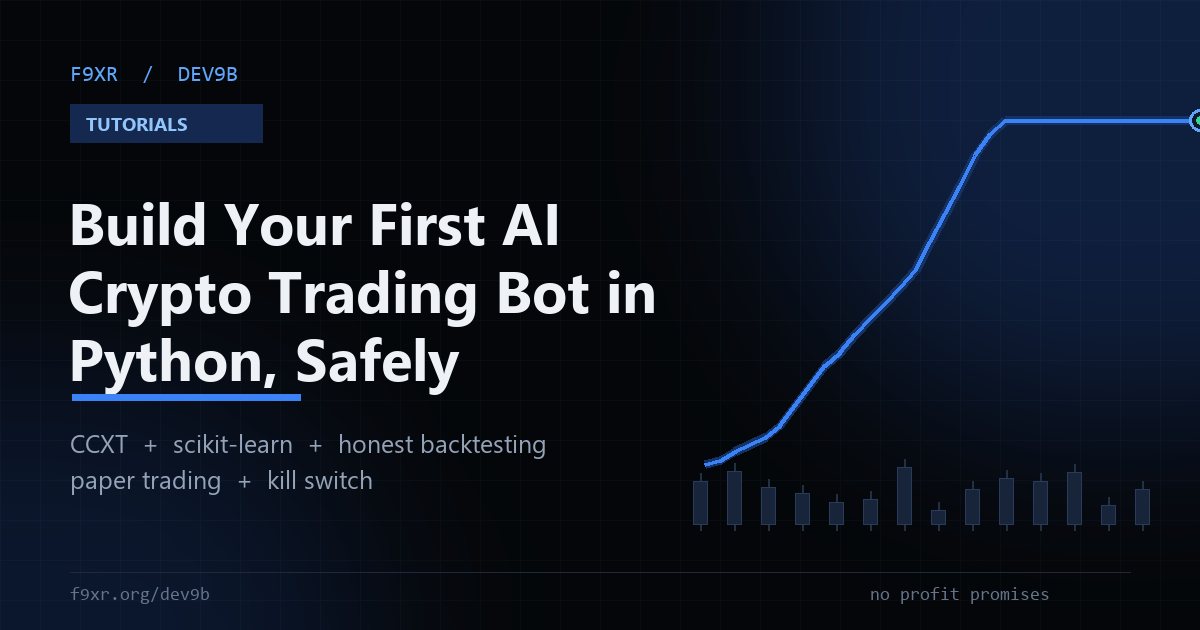 F9XR / DEV9B
TUTORIALS
Build Your First AI
Crypto Trading Bot in
Python, Safely
CCXT + scikit-learn + honest backtesting
paper trading + kill switch
f9xr.org/dev9b
no profit promises